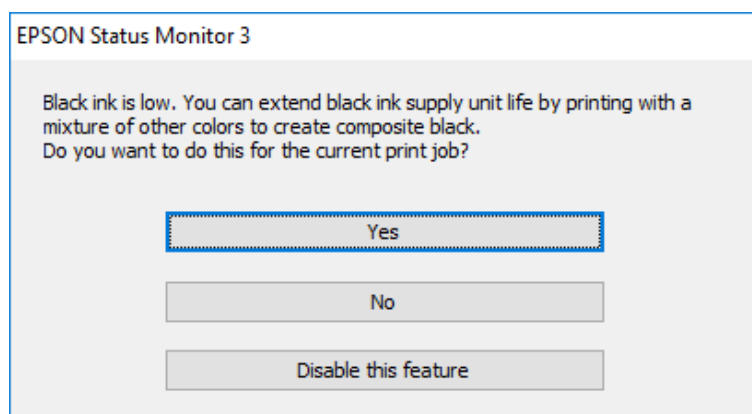 EPSON Status Monitor 3
Black ink is low. You can extend black ink supply unit life by printing with a
mixture of other colors to create composite black.
Do you want to do this for the current print job?
Yes
No
Disable this feature